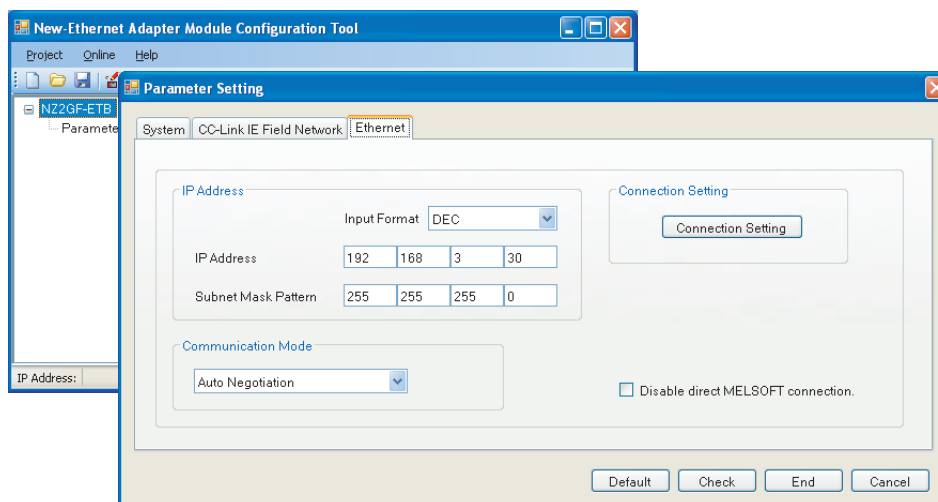 New-Ethernet Adapter Module Configuration Tool
Project Online Help
Parameter Setting
NZ2GF-ETB
Paramete
System CC-Link IE Field Network Ethernet
IP Address
Connection Setting
Input Format DEC
Connection Setting
IP Address 192 168 3 30
Subnet Mask Pattern 255 255 255 0
Communication Mode
Auto Negotiation
Disable direct MELSOFT connection.
IP Address:
Default Check End Cancel